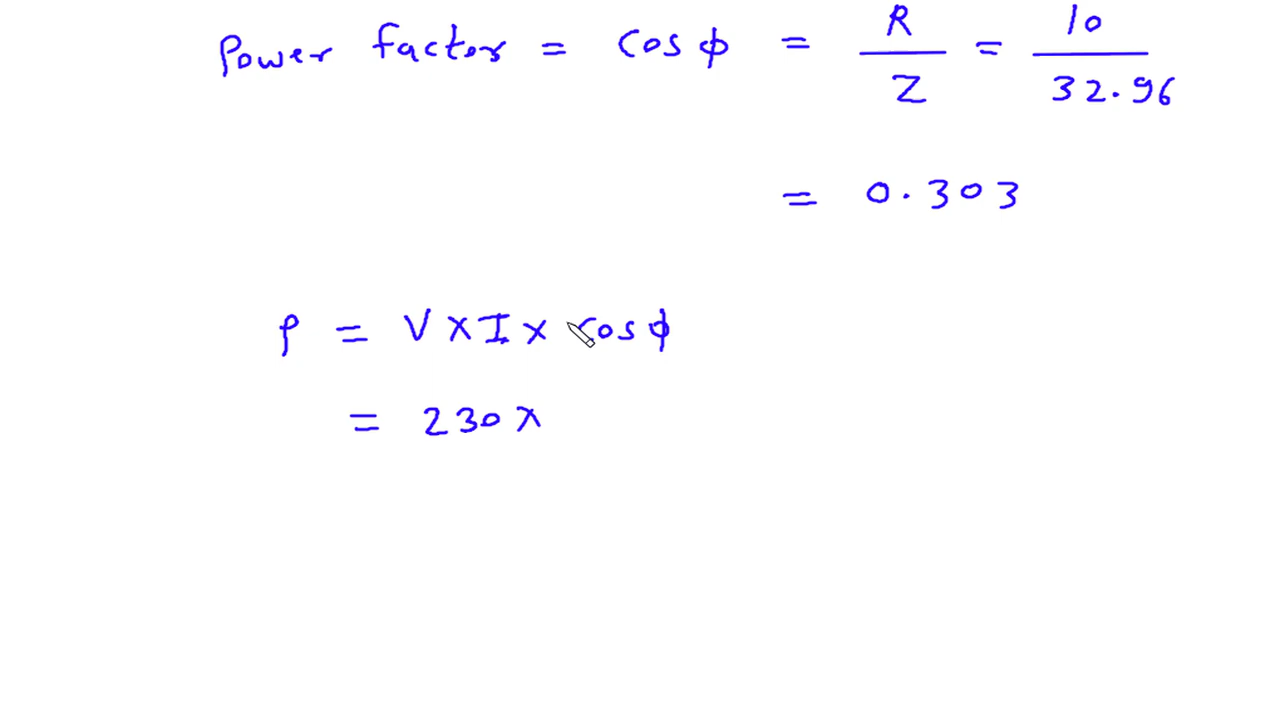 Power factor = cos ϕ = R / Z = 10 / 32.96
= 0.303
P = V × I × cos ϕ
= 230 ×